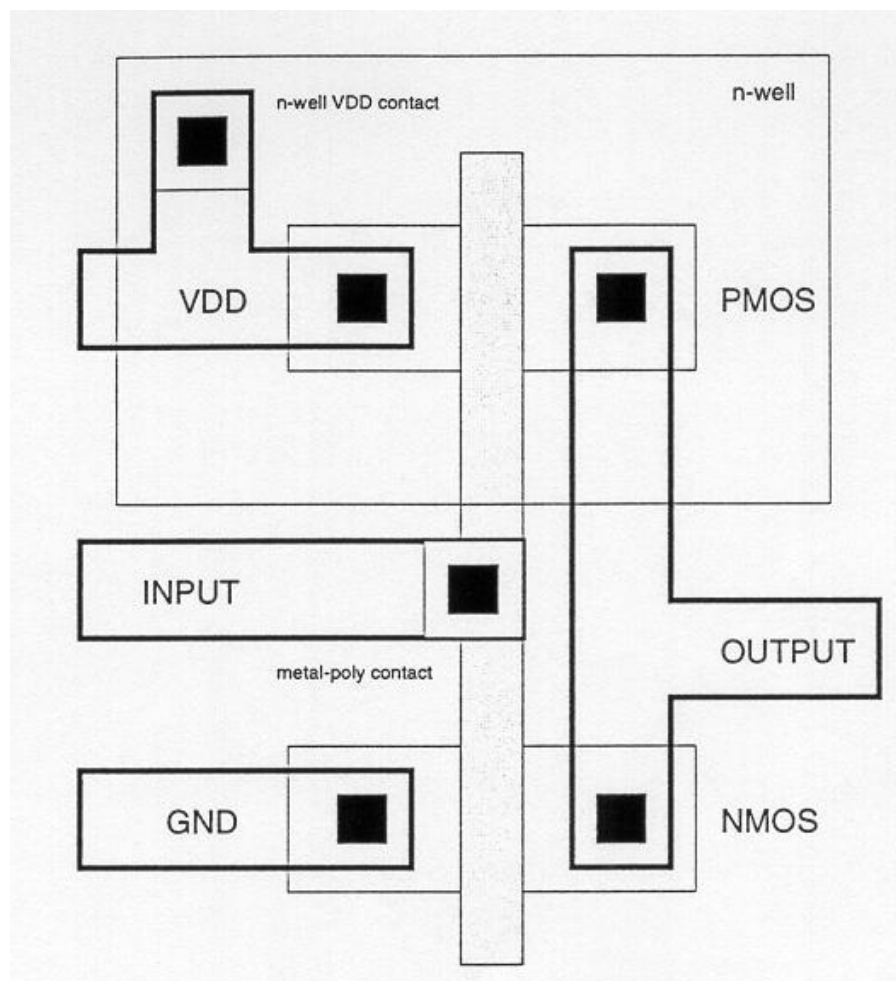 n-well VDD contact
n-well
VDD
PMOS
INPUT
OUTPUT
metal-poly contact
GND
NMOS